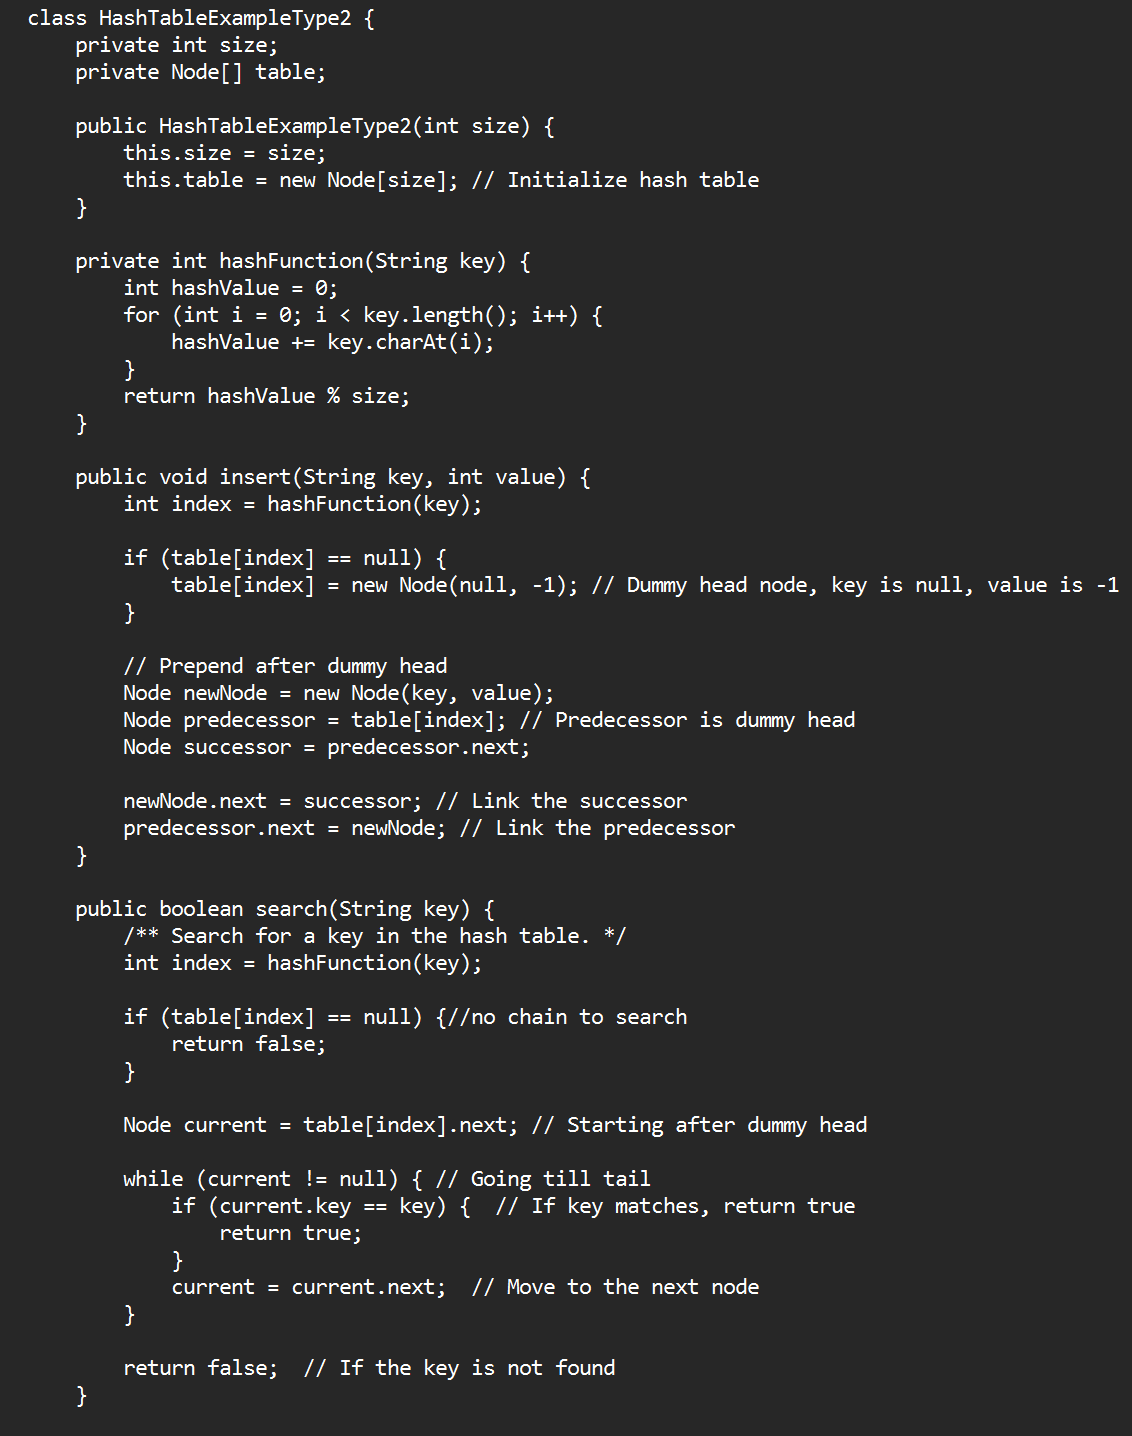 class HashTableExampleType2 {
    private int size;
    private Node[] table;

    public HashTableExampleType2(int size) {
        this.size = size;
        this.table = new Node[size]; // Initialize hash table
    }

    private int hashFunction(String key) {
        int hashValue = 0;
        for (int i = 0; i < key.length(); i++) {
            hashValue += key.charAt(i);
        }
        return hashValue % size;
    }

    public void insert(String key, int value) {
        int index = hashFunction(key);

        if (table[index] == null) {
            table[index] = new Node(null, -1); // Dummy head node, key is null, value is -1
        }

        // Prepend after dummy head
        Node newNode = new Node(key, value);
        Node predecessor = table[index]; // Predecessor is dummy head
        Node successor = predecessor.next;

        newNode.next = successor; // Link the successor
        predecessor.next = newNode; // Link the predecessor
    }

    public boolean search(String key) {
        /** Search for a key in the hash table. */
        int index = hashFunction(key);

        if (table[index] == null) {//no chain to search
            return false;
        }

        Node current = table[index].next; // Starting after dummy head

        while (current != null) { // Going till tail
            if (current.key == key) {  // If key matches, return true
                return true;
            }
            current = current.next;  // Move to the next node
        }

        return false;  // If the key is not found
    }